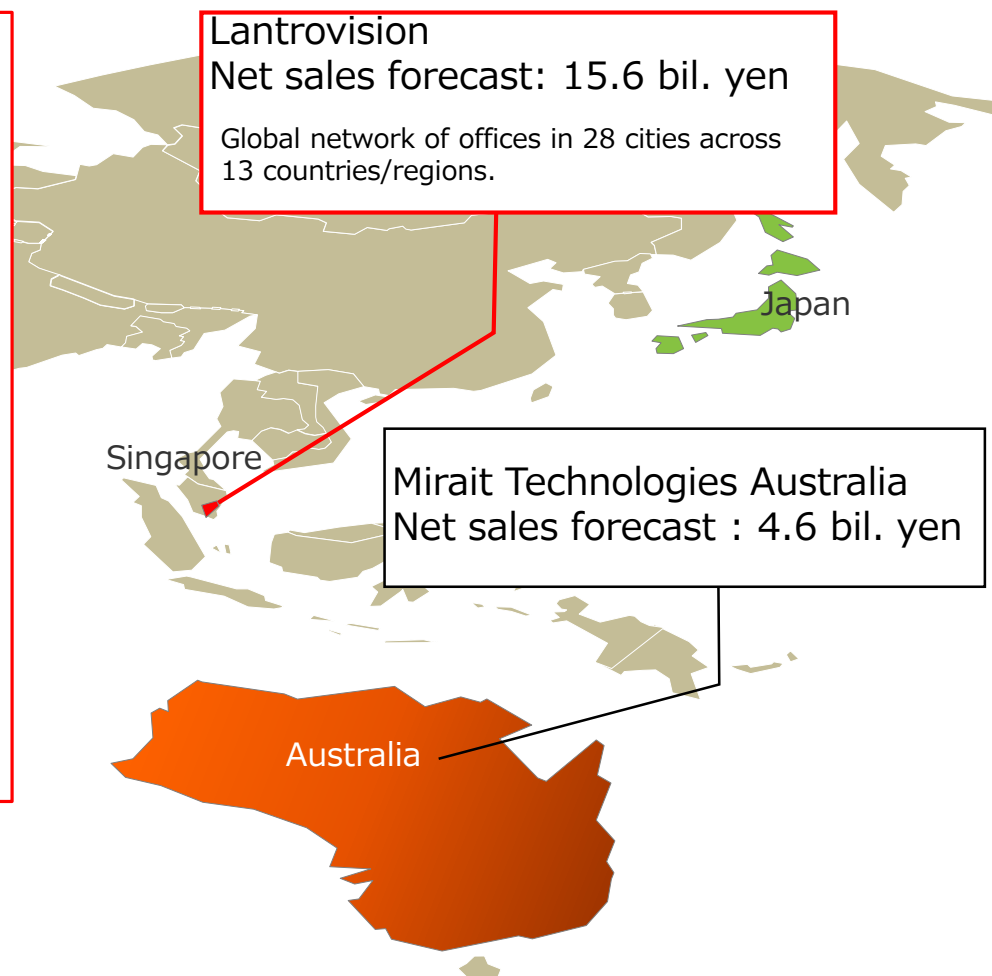 Lantrovision
Net sales forecast: 15.6 bil. yen
Global network of offices in 28 cities across
13 countries/regions.
Japan
Singapore
Mirait Technologies Australia
Net sales forecast : 4.6 bil. yen
Australia